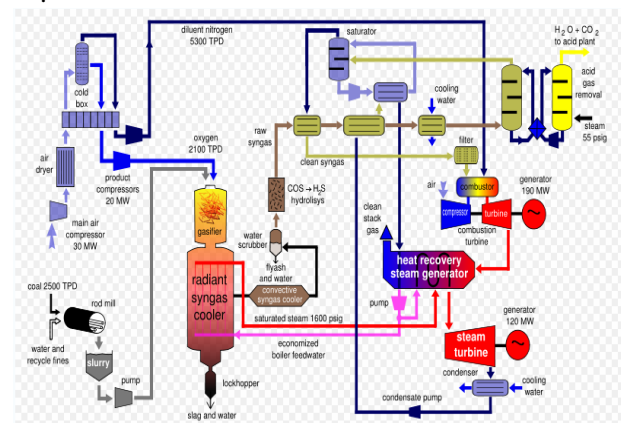 diluent nitrogen
5300 TPD
saturator
H2O + CO2
to acid plant
cold
box
cooling
water
acid
gas
removal
oxygen
2100 TPD
raw
syngas
clean syngas
filter
steam
55 psig
air
dryer
product
compressors
20 MW
COS → H2S
hydrolisys
air
combustor
generator
190 MW
gasifier
clean
stack
gas
compressor
turbine
combustion
turbine
main air
compressor
30 MW
water
scrubber
flyash
and water
heat recovery
steam generator
coal 2500 TPD
rod mill
radiant
syngas
cooler
convective
syngas cooler
pump
generator
120 MW
saturated steam 1600 psig
water and
recycle fines
economized
boiler feedwater
steam
turbine
slurry
pump
condenser
cooling
water
lockhopper
condensate pump
slag and water